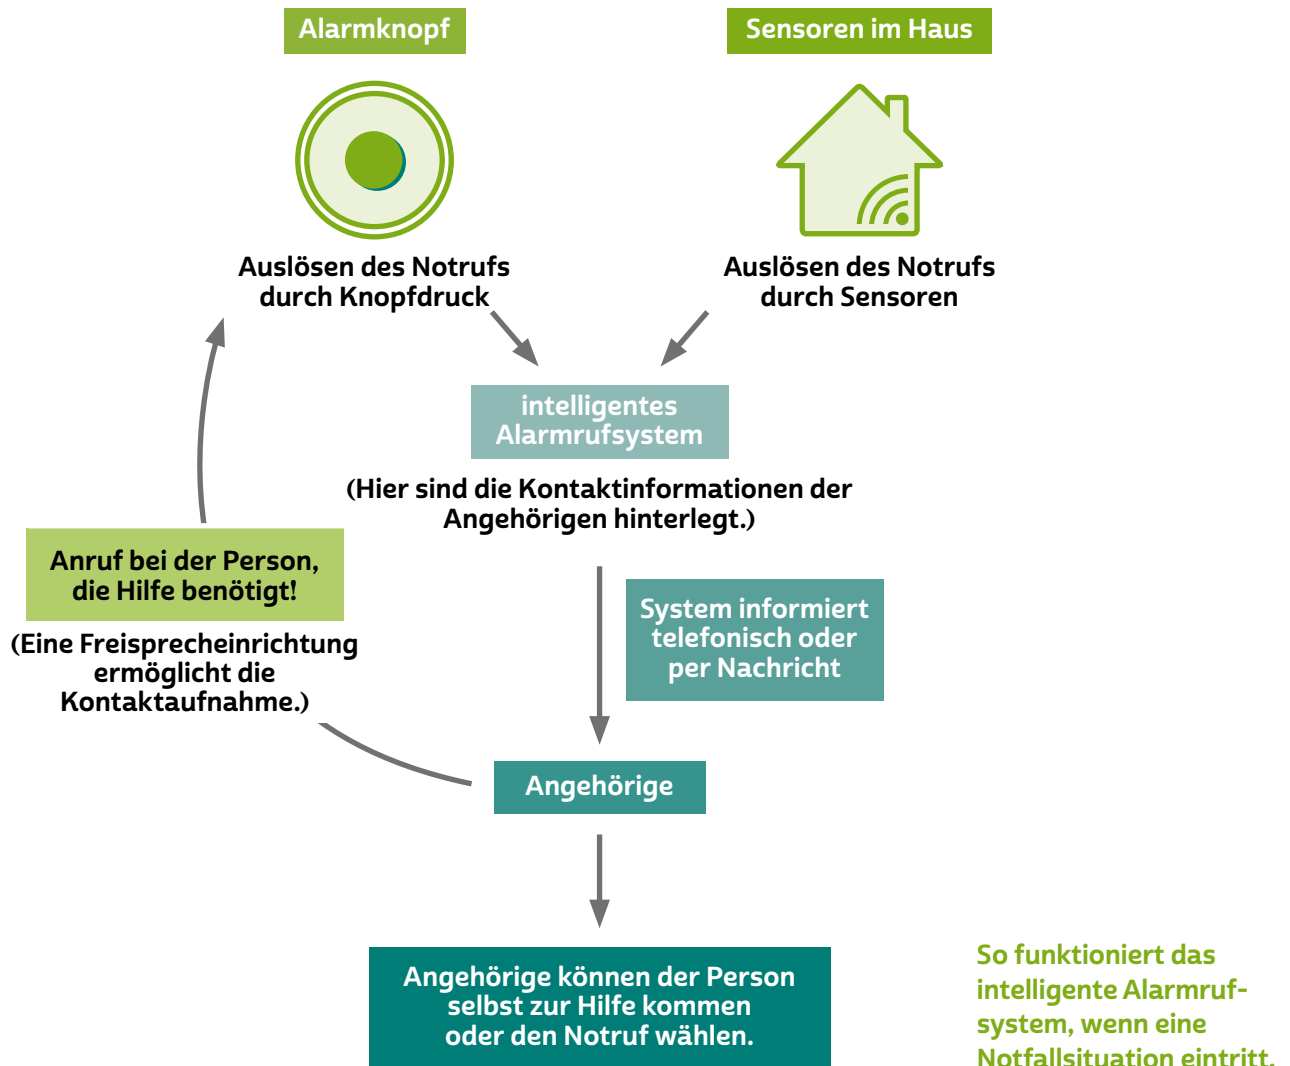 Alarmknopf
Sensoren im Haus
Auslösen des Notrufs
durch Knopfdruck
Auslösen des Notrufs
durch Sensoren
intelligentes
Alarmrufsystem
(Hier sind die Kontaktinformationen der
Angehörigen hinterlegt.)
Anruf bei der Person,
die Hilfe benötigt!
(Eine Freisprecheinrichtung
ermöglicht die
Kontaktaufnahme.)
System informiert
telefonisch oder
per Nachricht
Angehörige
Angehörige können der Person
selbst zur Hilfe kommen
oder den Notruf wählen.
So funktioniert das
intelligente Alarmruf-
system, wenn eine
Notfallsituation eintritt.